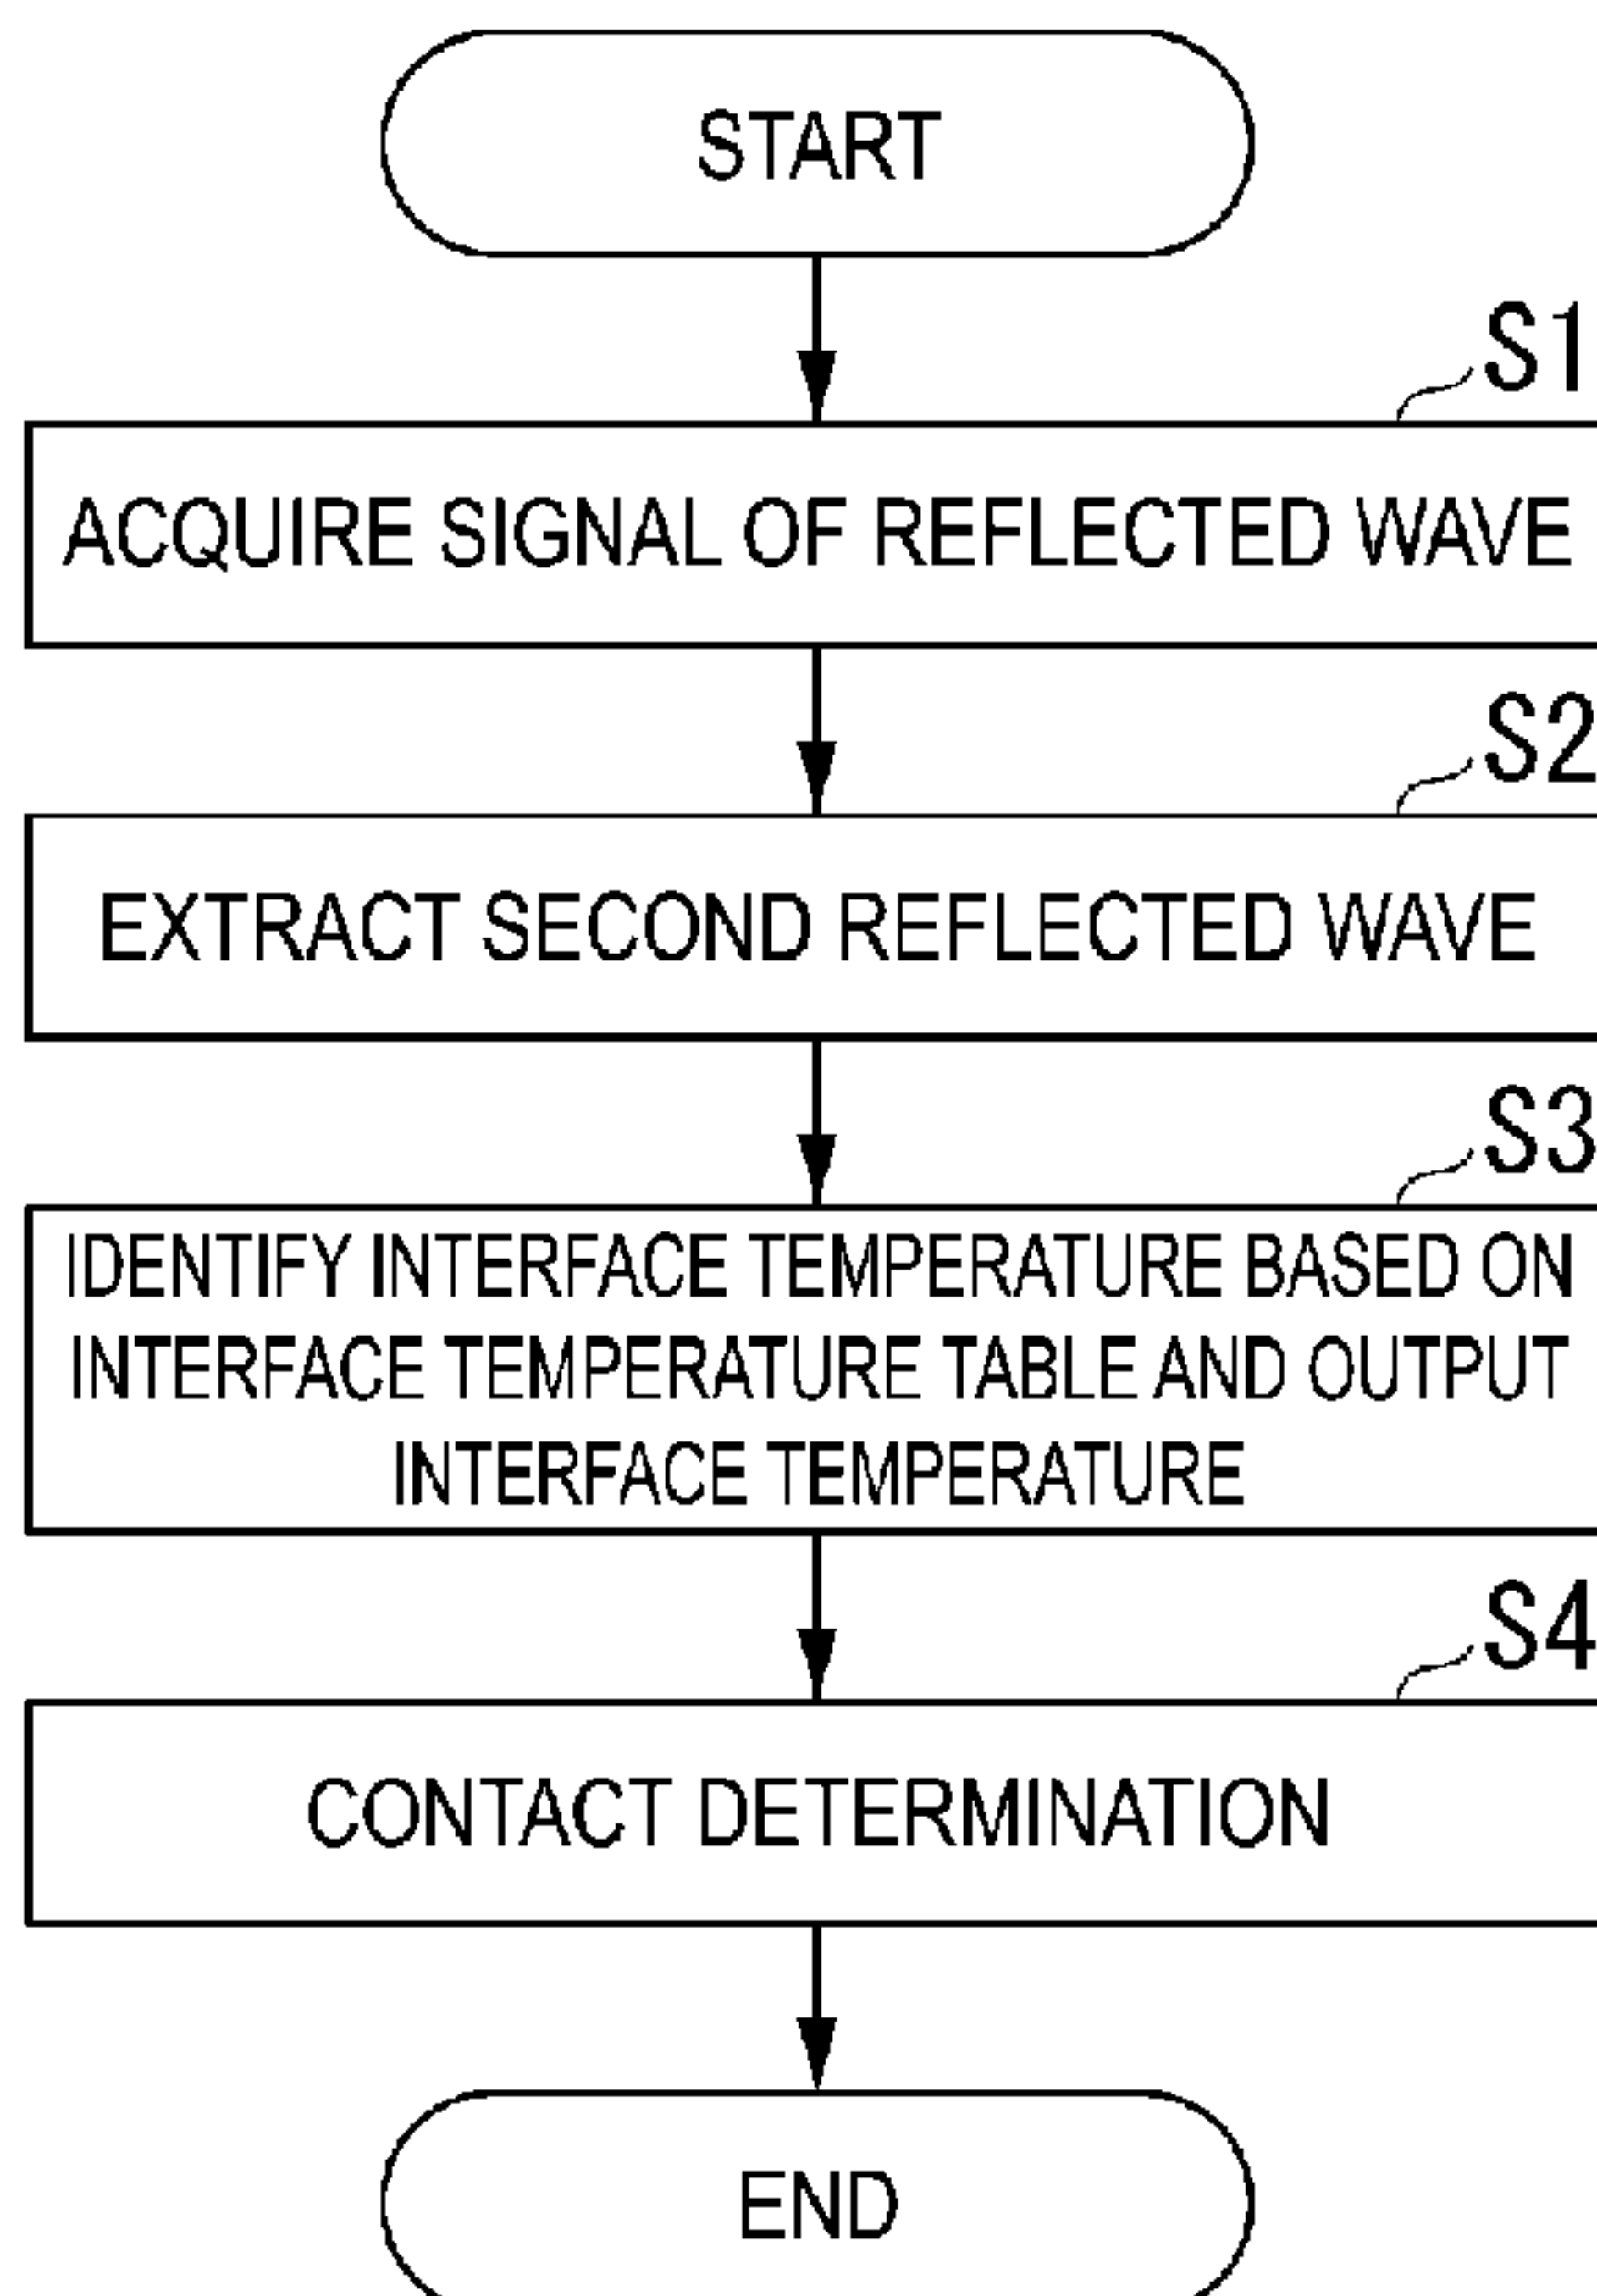 START
S1
ACQUIRE SIGNAL OF REFLECTED WAVE
S2
EXTRACT SECOND REFLECTED WAVE
S3
IDENTIFY INTERFACE TEMPERATURE BASED ON
INTERFACE TEMPERATURE TABLE AND OUTPUT
INTERFACE TEMPERATURE
S4
CONTACT DETERMINATION
END